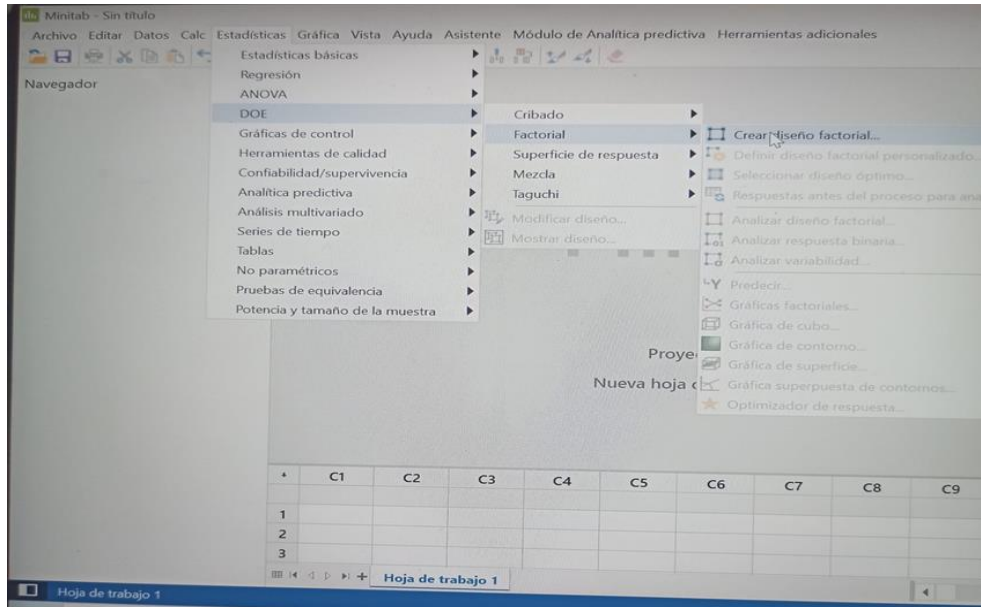 Minitab - Sin título
Archivo Editar Datos Calc Estadísticas Gráfica Vista Ayuda Asistente Módulo de Analítica predictiva Herramientas adicionales
Navegador
Estadísticas básicas
Regresión
ANOVA
DOE
Gráficas de control
Herramientas de calidad
Confiabilidad/supervivencia
Analítica predictiva
Análisis multivariado
Series de tiempo
Tablas
No paramétricos
Pruebas de equivalencia
Potencia y tamaño de la muestra
Cribado
Factorial
Superficie de respuesta
Mezcla
Taguchi
Modificar diseño...
Mostrar diseño...
Crear diseño factorial...
Definir diseño factorial personalizado...
Seleccionar diseño óptimo...
Respuestas antes del proceso para ana
Analizar diseño factorial...
Analizar respuesta binaria...
Analizar variabilidad...
Predecir...
Gráficas factoriales...
Gráfica de cubo...
Gráfica de contorno...
Gráfica de superficie...
Gráfica superpuesta de contornos...
Optimizador de respuesta...
Proye
Nueva hoja
C1 C2 C3 C4 C5 C6 C7 C8 C9
1
2
3
Hoja de trabajo 1
Hoja de trabajo 1